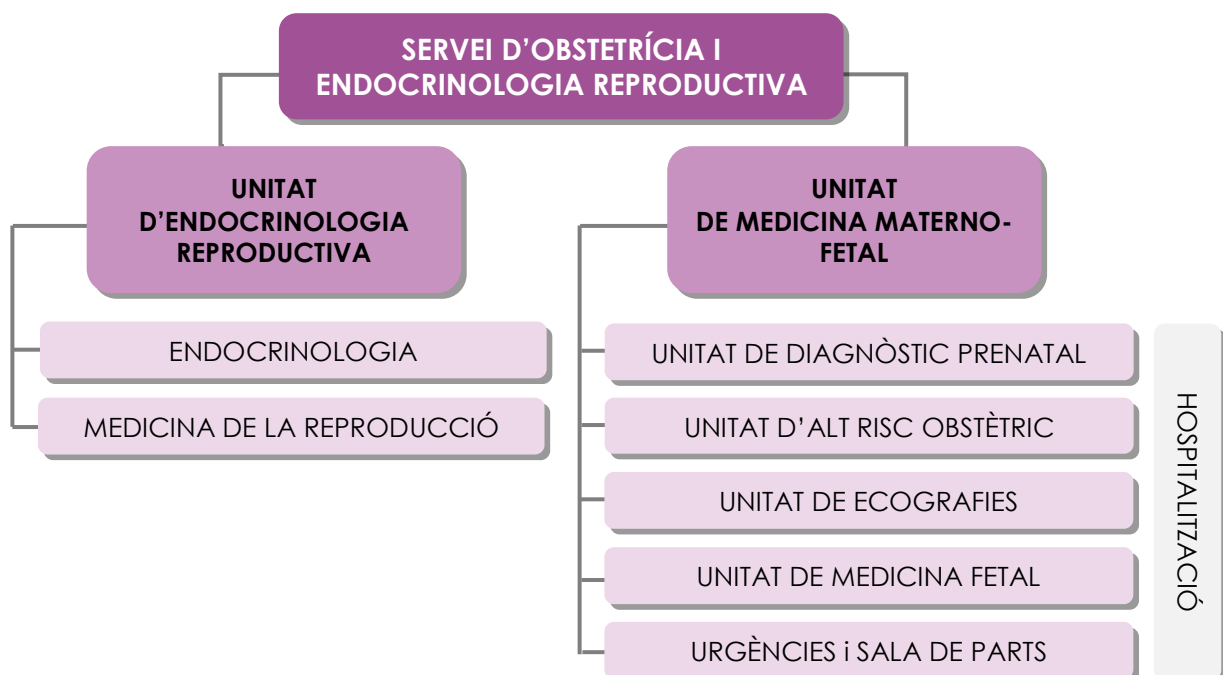 SERVEI D’OBSTETRÍCIA I
ENDOCRINOLOGIA REPRODUCTIVA
UNITAT
D’ENDOCRINOLOGIA
REPRODUCTIVA
UNITAT
DE MEDICINA MATERNO-
FETAL
ENDOCRINOLOGIA
MEDICINA DE LA REPRODUCCIÓ
UNITAT DE DIAGNÒSTIC PRENATAL
UNITAT D’ALT RISC OBSTÈTRIC
UNITAT DE ECOGRAFIES
UNITAT DE MEDICINA FETAL
URGÈNCIES i SALA DE PARTS
HOSPITALITZACIÓ